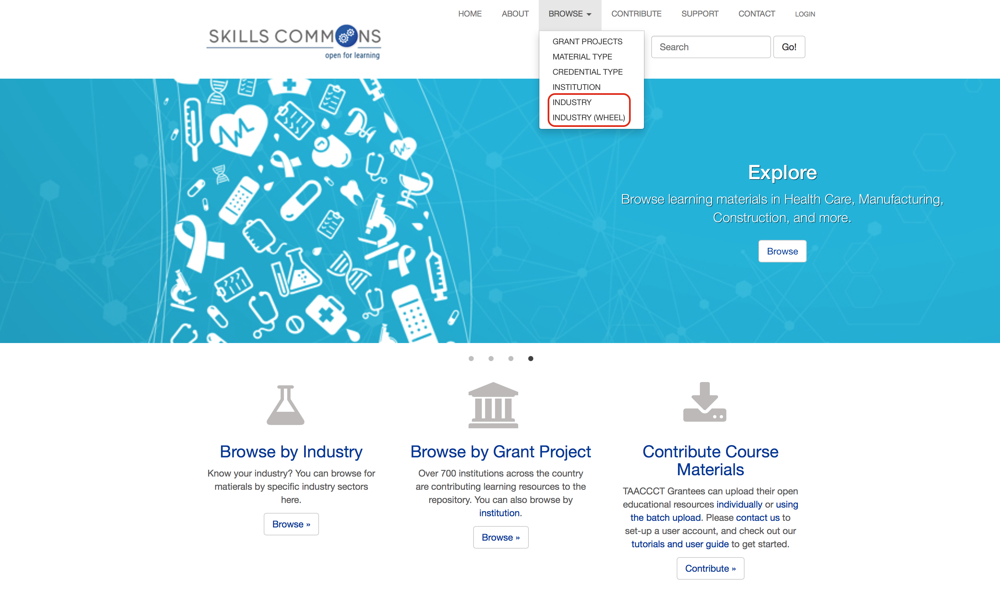 HOME ABOUT BROWSE CONTRIBUTE SUPPORT CONTACT LOGIN
SKILLS COMMONS
open for learning
GRANT PROJECTS
MATERIAL TYPE
CREDENTIAL TYPE
INSTITUTION
INDUSTRY
INDUSTRY (WHEEL)
Search Go!
Explore
Browse learning materials in Health Care, Manufacturing,
Construction, and more.
Browse
Browse by Industry
Know your industry? You can browse for
matierals by specific industry sectors
here.
Browse »
Browse by Grant Project
Over 700 institutions across the country
are contributing learning resources to the
repository. You can also browse by
institution.
Browse »
Contribute Course
Materials
TAACCCT Grantees can upload their open
educational resources individually or using
the batch upload. Please contact us to
set-up a user account, and check out our
tutorials and user guide to get started.
Contribute »